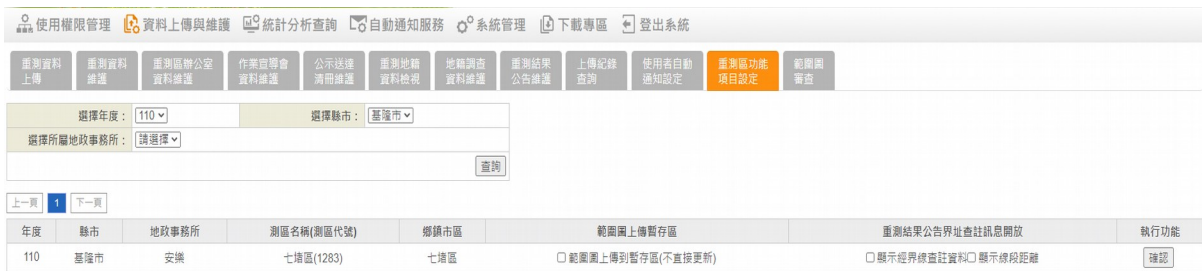 使用權限管理 資料上傳與維護 統計分析查詢 自動通知服務 系統管理 下載專區 登出系統
重測資料上傳 重測資料維護 重測區辦公室資料維護 作業宣導會資料維護 公示送達清冊維護 重測地籍資料檢視 地籍調查資料維護 重測結果公告維護 上傳紀錄查詢 使用者自動通知設定 重測區功能項目設定 範圍圖審查
選擇年度： 110 選擇縣市： 基隆市
選擇所屬地政事務所： 請選擇
查詢
上一頁 1 下一頁
年度 縣市 地政事務所 測區名稱(測區代號) 鄉鎮市區 範圍圖上傳暫存區 重測結果公告界址查註訊息開放 執行功能
110 基隆市 安樂 七堵區(1283) 七堵區 範圍圖上傳到暫存區(不直接更新) 顯示經界線查註資料 顯示線段距離 確認